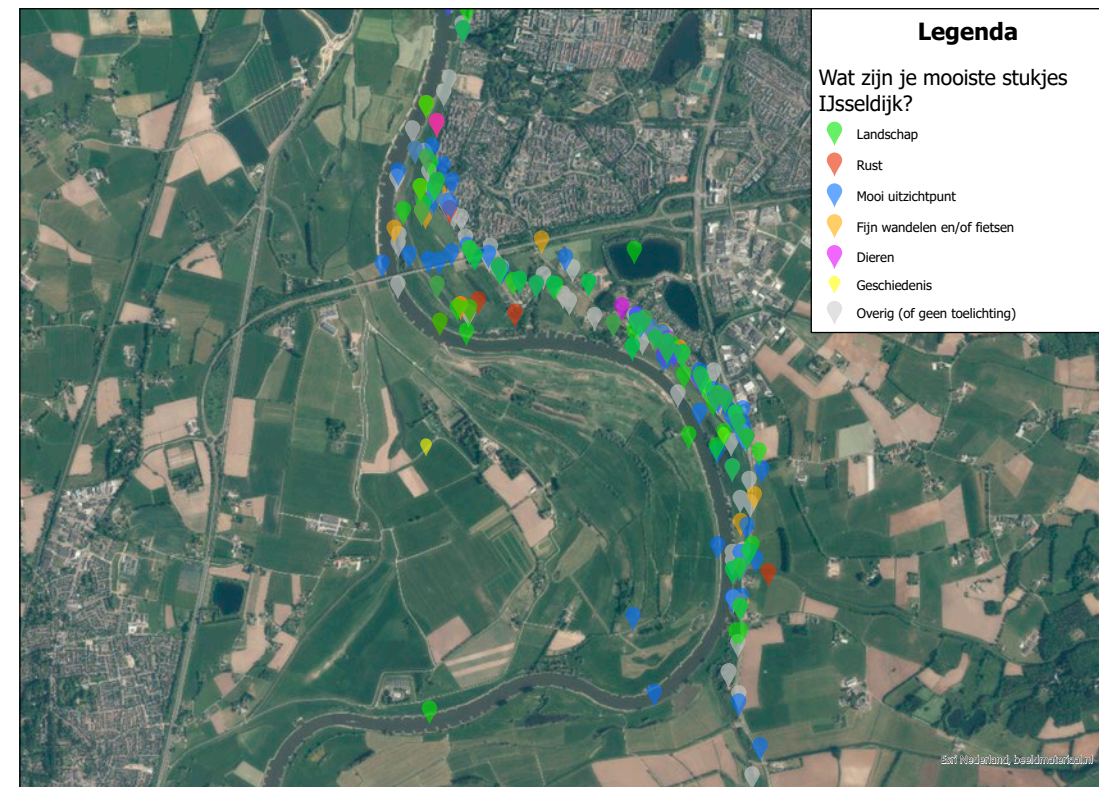 Legenda
Wat zijn je mooiste stukjes
IJsseldijk?
Landschap
Rust
Mooi uitzichtpunt
Fijn wandelen en/of fietsen
Dieren
Geschiedenis
Overig (of geen toelichting)
Esri Nederland, beeldmateriaal.nl